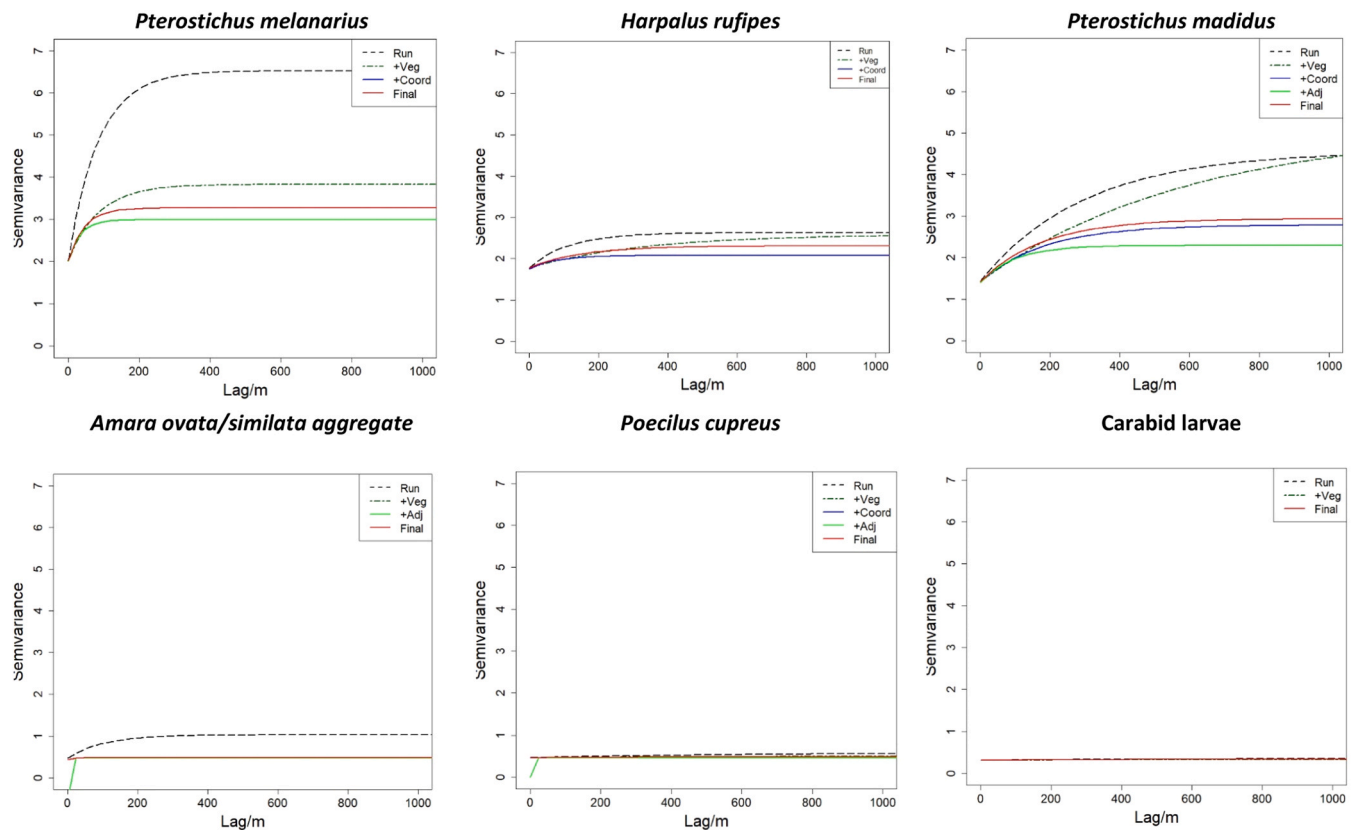 Pterostichus melanarius
Semivariance
7
6
5
4
3
2
1
0
Run
+Veg
+Coord
Final
0 200 400 600 800 1000
Lag/m
Harpalus rufipes
Semivariance
7
6
5
4
3
2
1
0
Run
+Veg
+Coord
Final
0 200 400 600 800 1000
Lag/m
Pterostichus madidus
Semivariance
7
6
5
4
3
2
1
0
Run
+Veg
+Coord
+Adj
Final
0 200 400 600 800 1000
Lag/m
Amara ovata/similata aggregate
Semivariance
7
6
5
4
3
2
1
0
Run
+Veg
+Adj
Final
0 200 400 600 800 1000
Lag/m
Poecilus cupreus
Semivariance
7
6
5
4
3
2
1
0
Run
+Veg
+Coord
+Adj
Final
0 200 400 600 800 1000
Lag/m
Carabid larvae
Semivariance
7
6
5
4
3
2
1
0
Run
+Veg
Final
0 200 400 600 800 1000
Lag/m